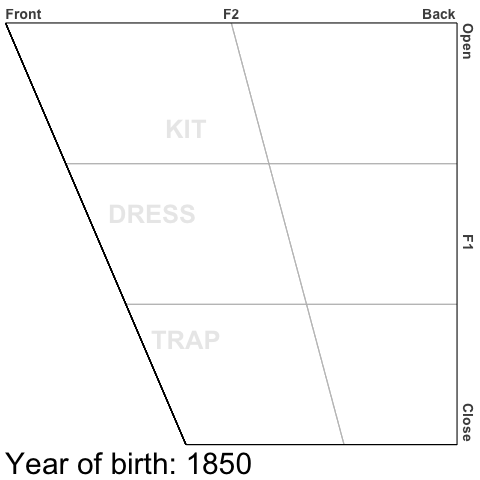 Front F2 Back
Open
KIT
DRESS
F1
TRAP
Close
Year of birth: 1850